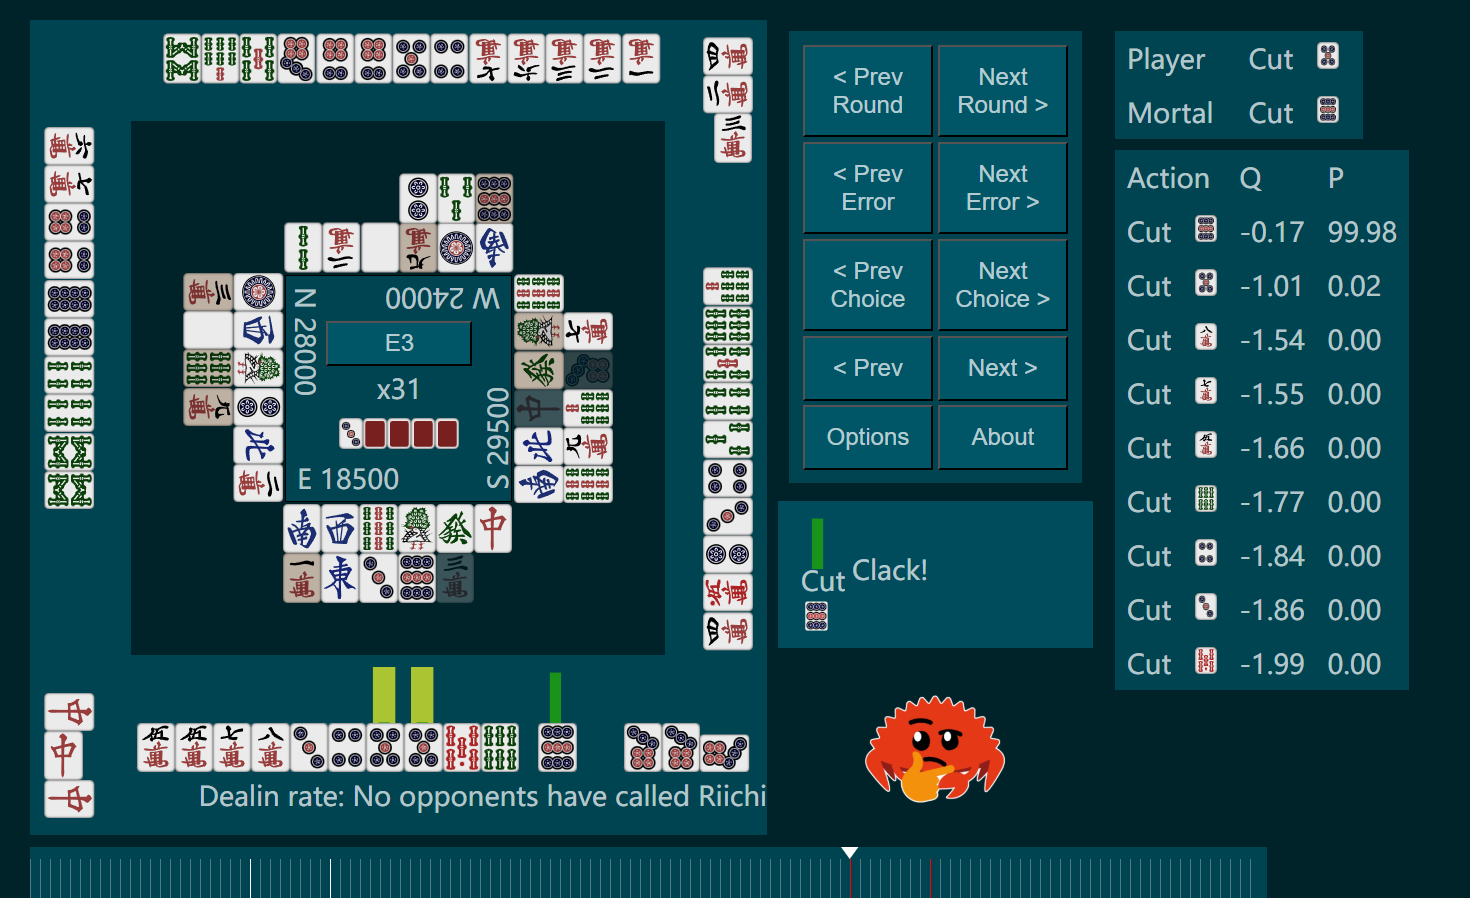 < Prev Round
Next Round >
< Prev Error
Next Error >
< Prev Choice
Next Choice >
< Prev
Next >
Options
About
Player Cut
Mortal Cut
Action Q P
Cut -0.17 99.98
Cut -1.01 0.02
Cut -1.54 0.00
Cut -1.55 0.00
Cut -1.66 0.00
Cut -1.77 0.00
Cut -1.84 0.00
Cut -1.86 0.00
Cut -1.99 0.00
W 24000
N 28000
E3
x31
S 29500
E 18500
Cut
Clack!
Dealin rate: No opponents have called Riichi